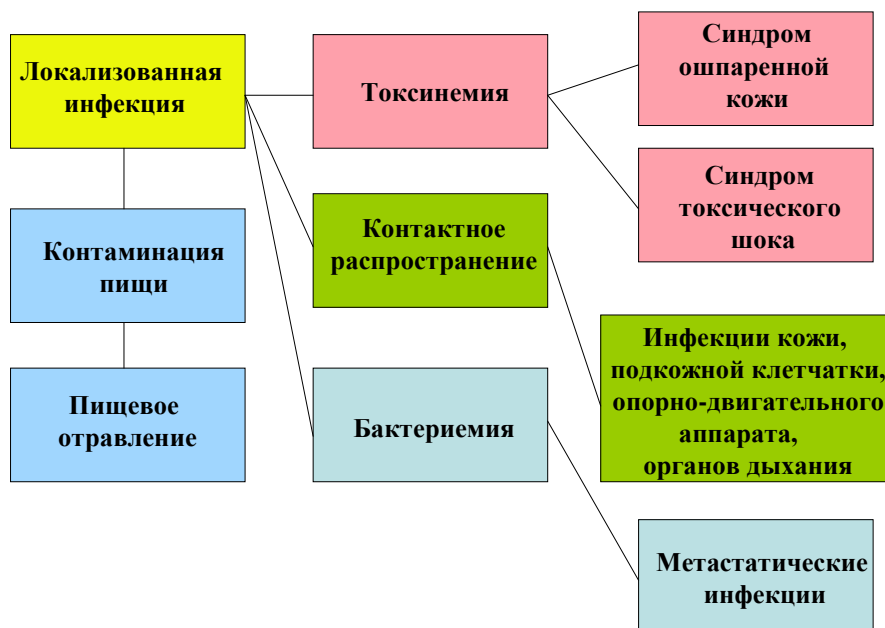 Локализованная
инфекция
Токсинемия
Синдром
ошпаренной
кожи
Синдром
токсического
шока
Контаминация
пищи
Контактное
распространение
Инфекции кожи,
подкожной клетчатки,
опорно-двигательного
аппарата,
органов дыхания
Пищевое
отравление
Бактериемия
Метастатические
инфекции